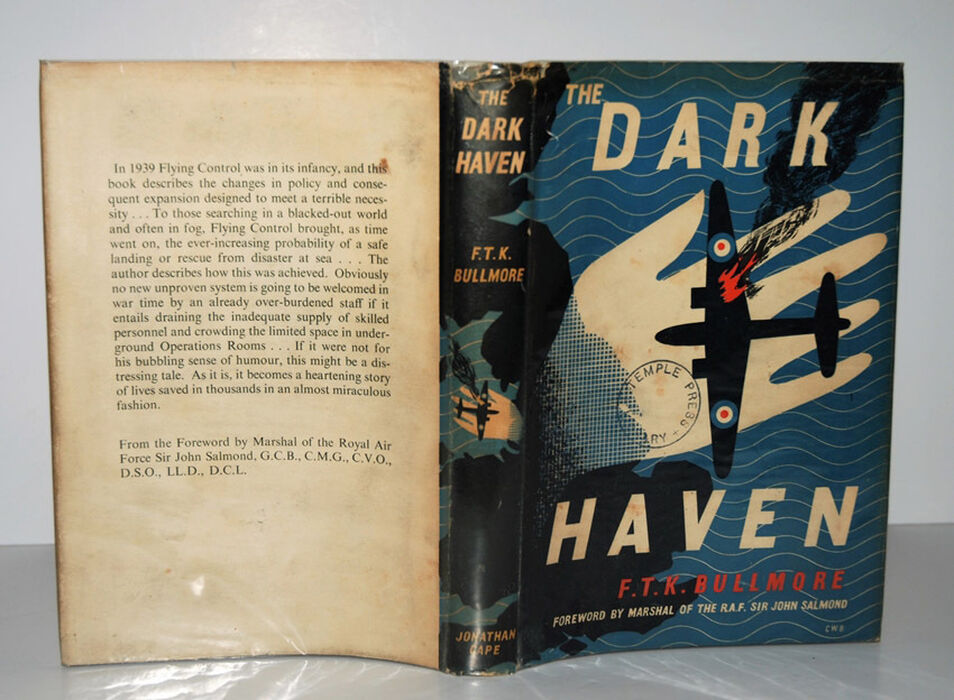 In 1939 Flying Control was in its infancy, and this
book describes the changes in policy and conse-
quent expansion designed to meet a terrible neces-
sity . . . To those searching in a blacked-out world
and often in fog, Flying Control brought, as time
went on, the ever-increasing probability of a safe
landing or rescue from disaster at sea . . . The
author describes how this was achieved. Obviously
no new unproven system is going to be welcomed in
war time by an already over-burdened staff if it
entails draining the inadequate supply of skilled
personnel and crowding the limited space in under-
ground Operations Rooms . . . If it were not for
his bubbling sense of humour, this might be a dis-
tressing tale. As it is, it becomes a heartening story
of lives saved in thousands in an almost miraculous
fashion.
From the Foreword by Marshal of the Royal Air
Force Sir John Salmond, G.C.B., C.M.G., C.V.O.,
D.S.O., LL.D., D.C.L.
THE
DARK
HAVEN
F.T.K.
BULLMORE
JONATHAN
CAPE
THE
DARK
TEMPLE PRESS
HAVEN
F.T.K. BULLMORE
FOREWORD BY MARSHAL OF THE R.A.F. SIR JOHN SALMOND
CWB